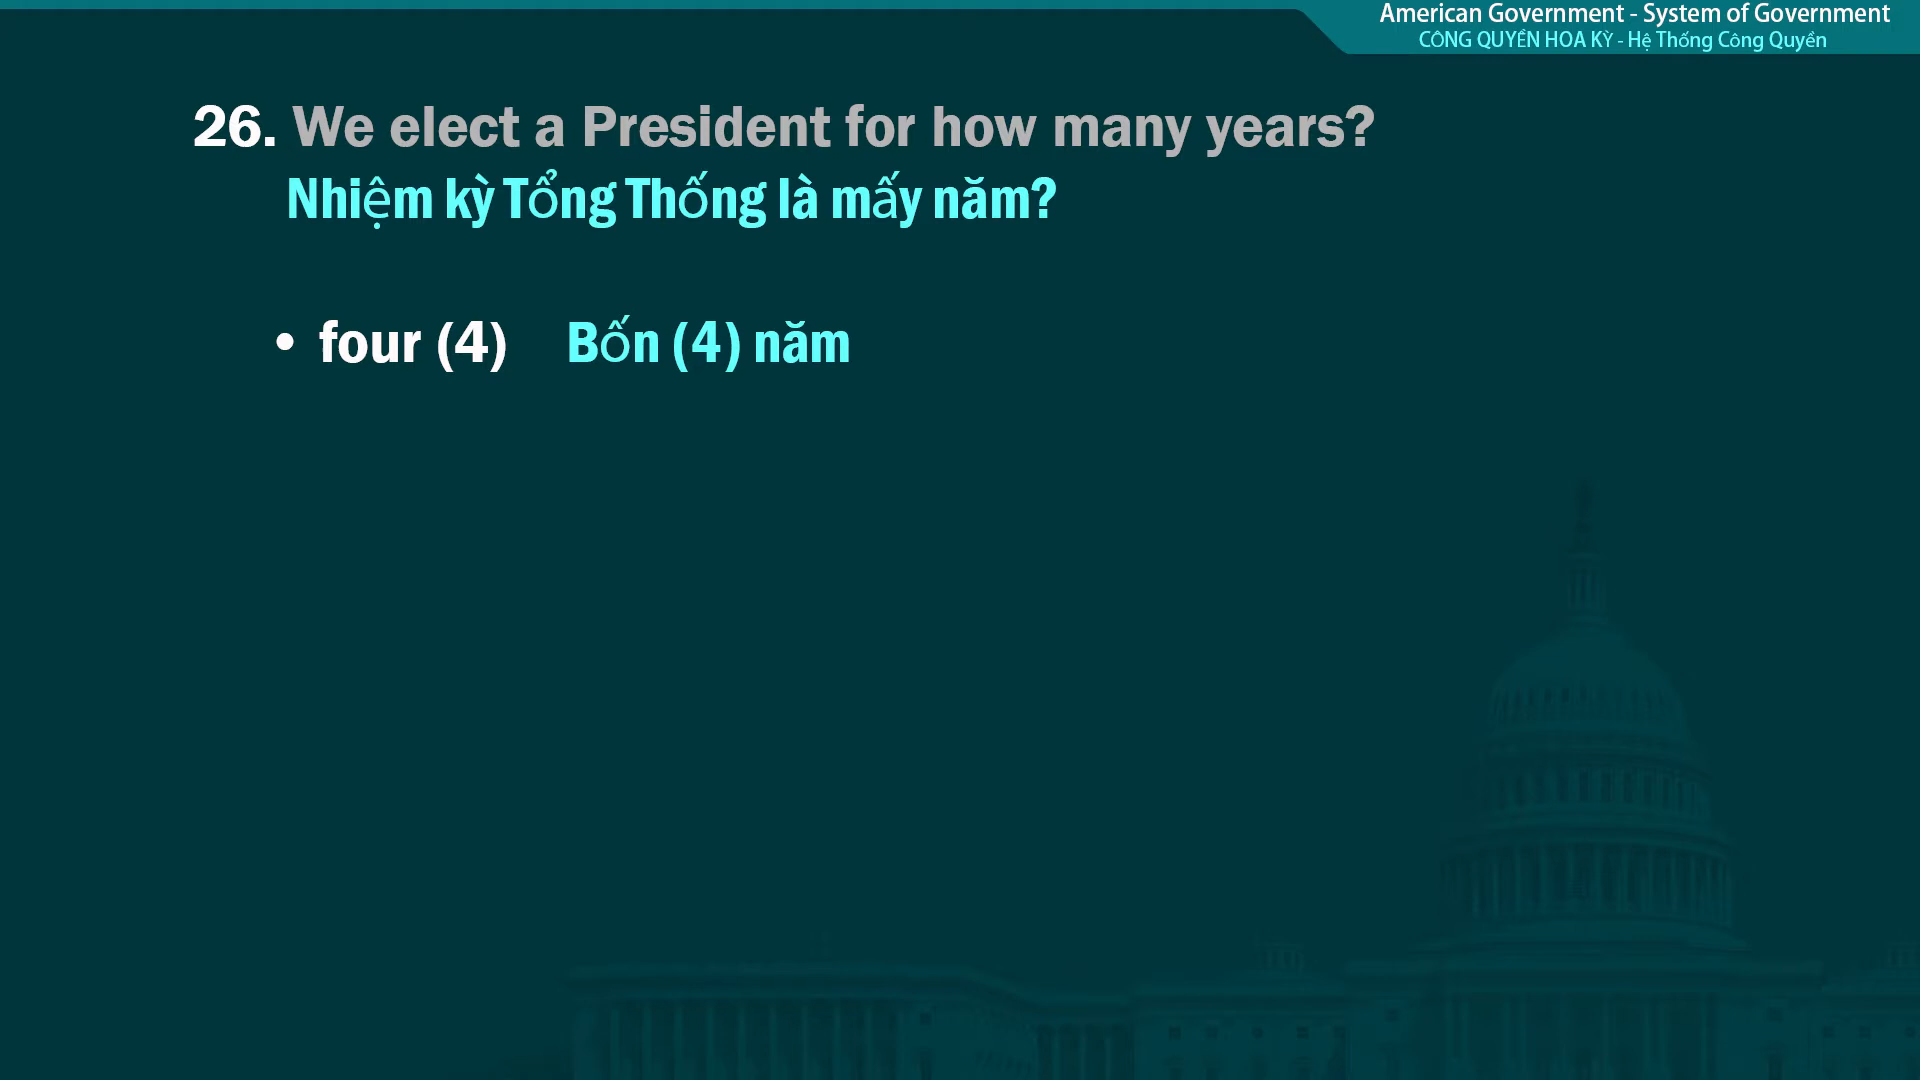 American Government - System of Government
CÔNG QUYỀN HOA KỲ - Hệ Thống Công Quyền
26. We elect a President for how many years?
Nhiệm kỳ Tổng Thống là mấy năm?
• four (4) Bốn (4) năm